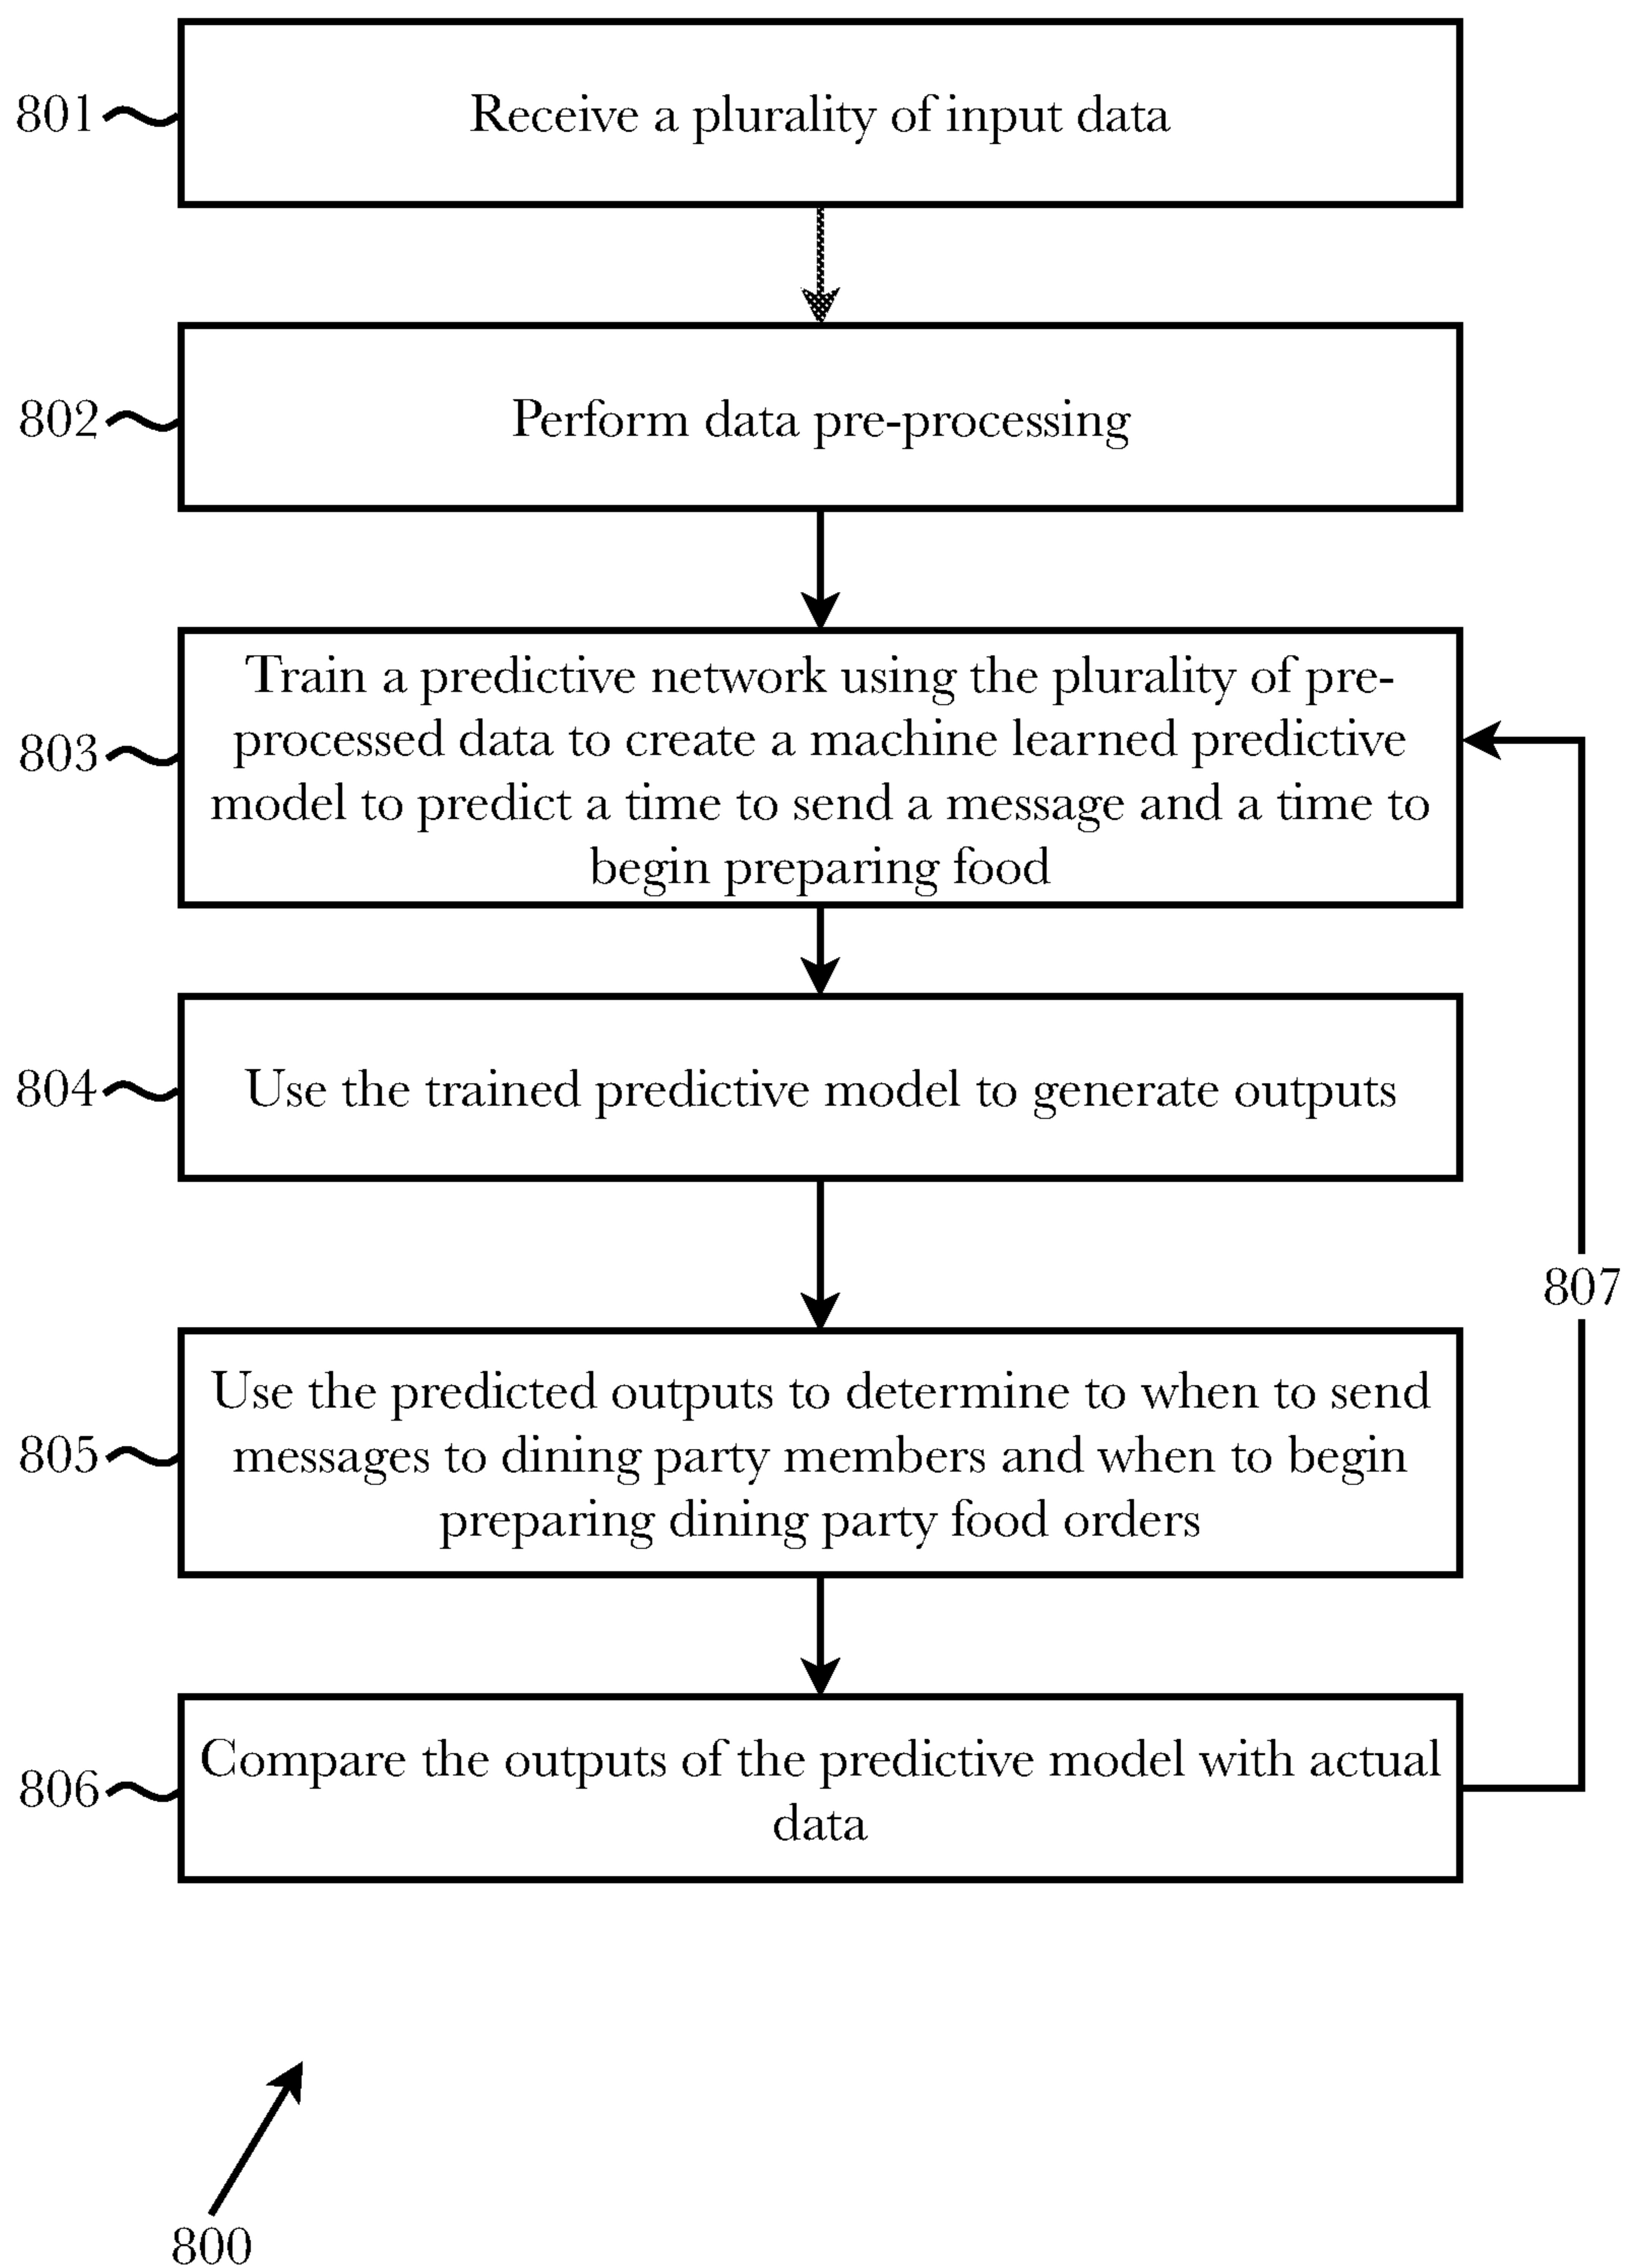 801
Receive a plurality of input data
802
Perform data pre-processing
803
Train a predictive network using the plurality of pre-
processed data to create a machine learned predictive
model to predict a time to send a message and a time to
begin preparing food
804
Use the trained predictive model to generate outputs
807
805
Use the predicted outputs to determine to when to send
messages to dining party members and when to begin
preparing dining party food orders
806
Compare the outputs of the predictive model with actual
data
800